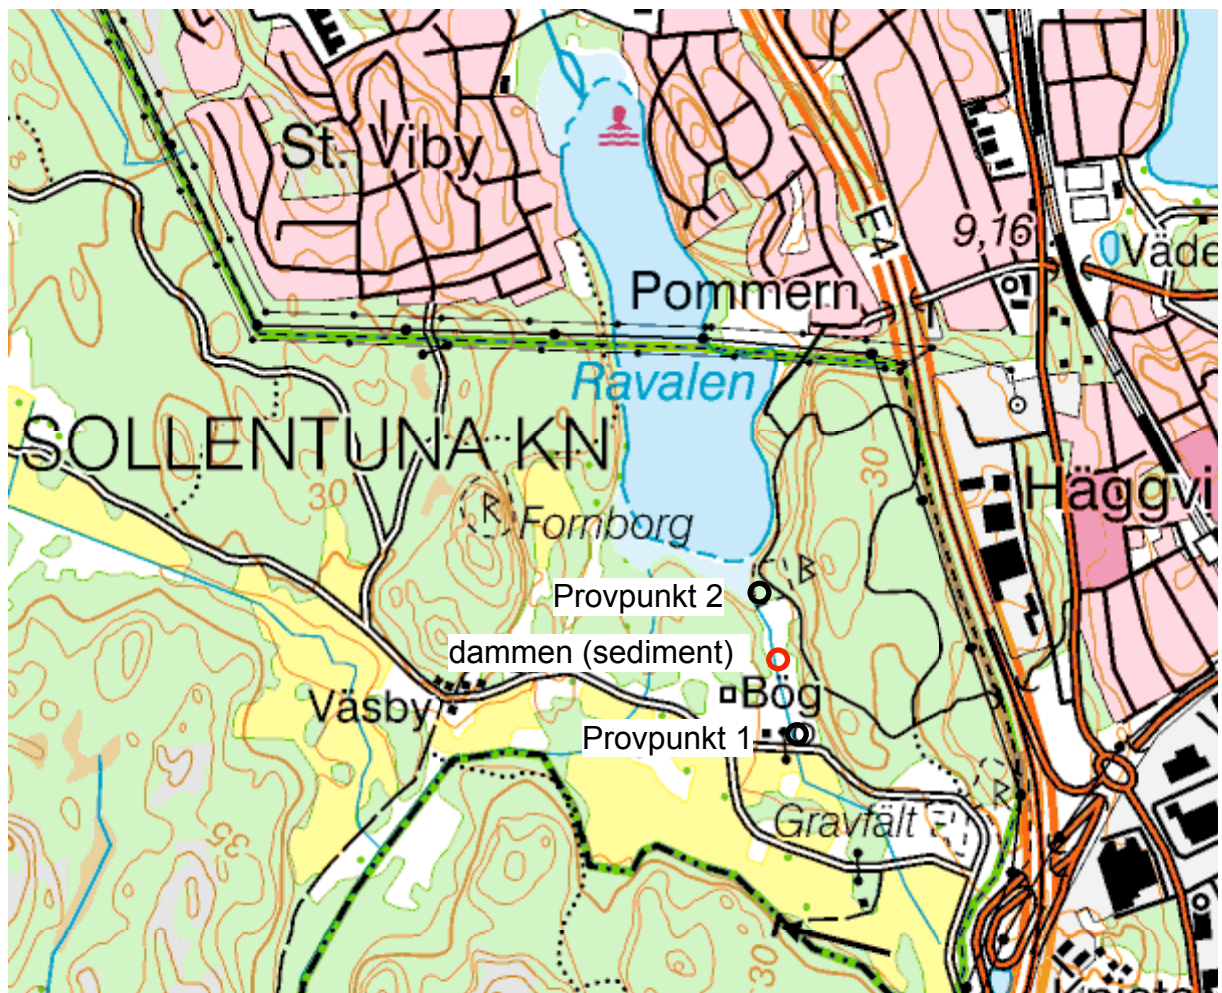 St. Viby
E4
9,16
Väde
Pommern
Ravalen
SOLLENTUNA KN
30
30
Häggvi
R
Fornborg
R
Provpunkt 2
dammen (sediment)
Bög
Väsby
Provpunkt 1
R
Gravfält
35
30